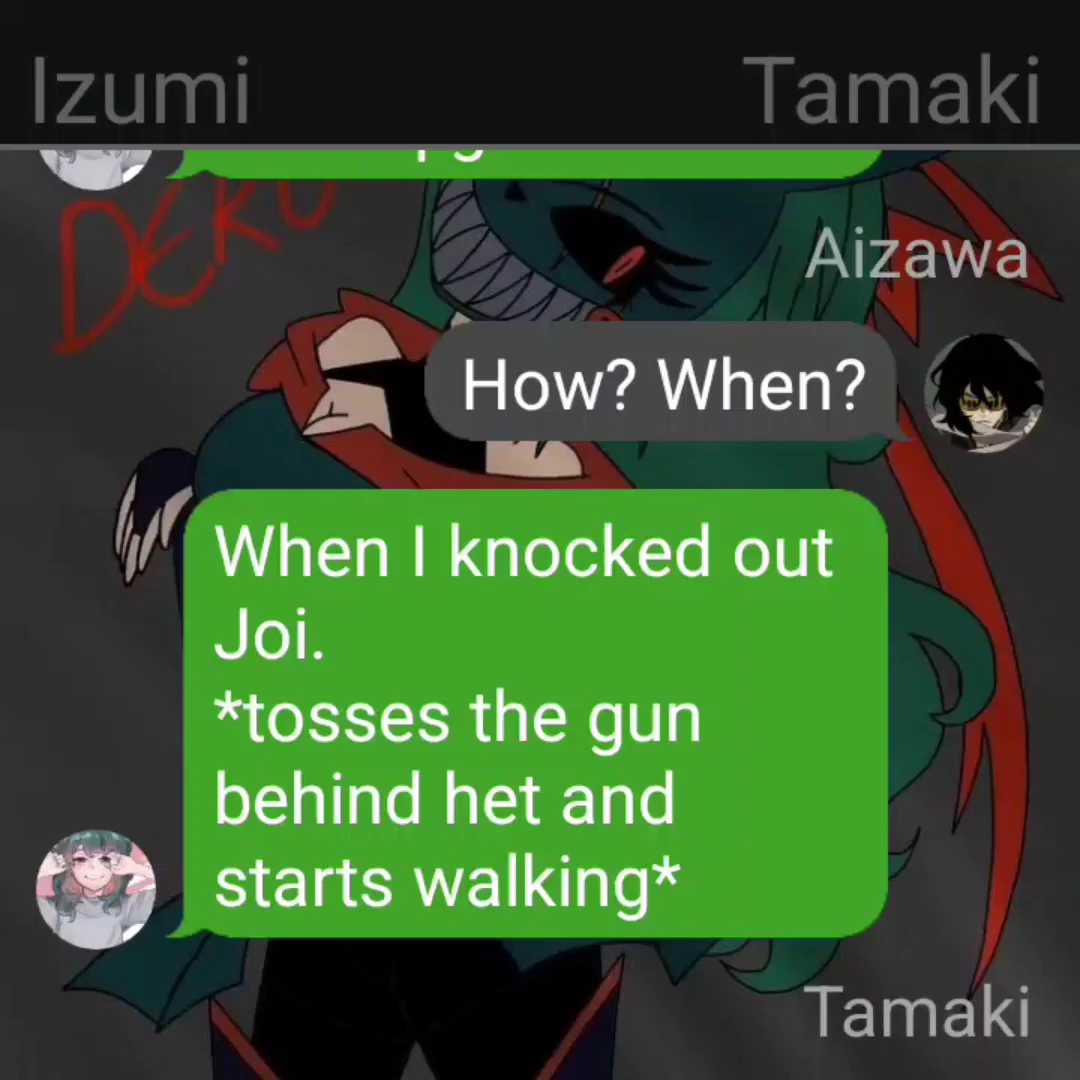 Izumi
Tamaki
DEKU
Aizawa
How? When?
When I knocked out
Joi.
*tosses the gun
behind het and
starts walking*
Tamaki